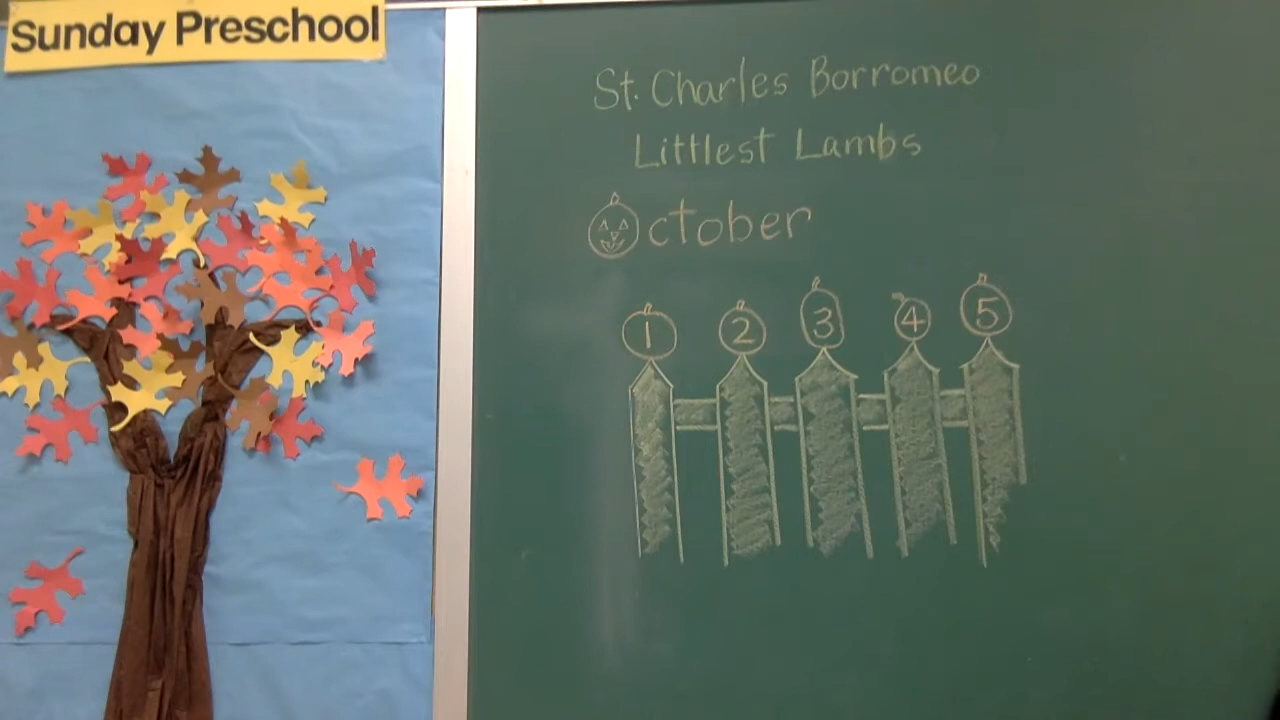 Sunday Preschool
St. Charles Borromeo
Littlest Lambs
October
1 2 3 4 5